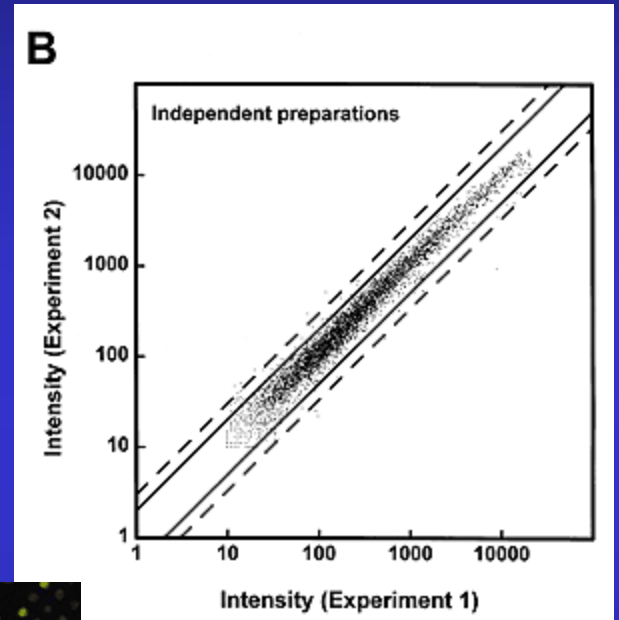 B
Independent preparations
10000
1000
100
10
1
Intensity (Experiment 2)
1 10 100 1000 10000
Intensity (Experiment 1)